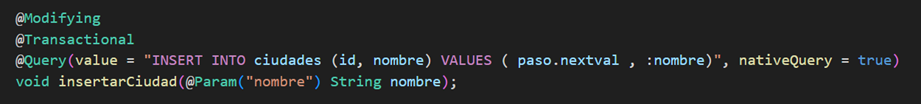 @Modifying
@Transactional
@Query(value = "INSERT INTO ciudades (id, nombre) VALUES ( paso.nextval , :nombre)", nativeQuery = true)
void insertarCiudad(@Param("nombre") String nombre);